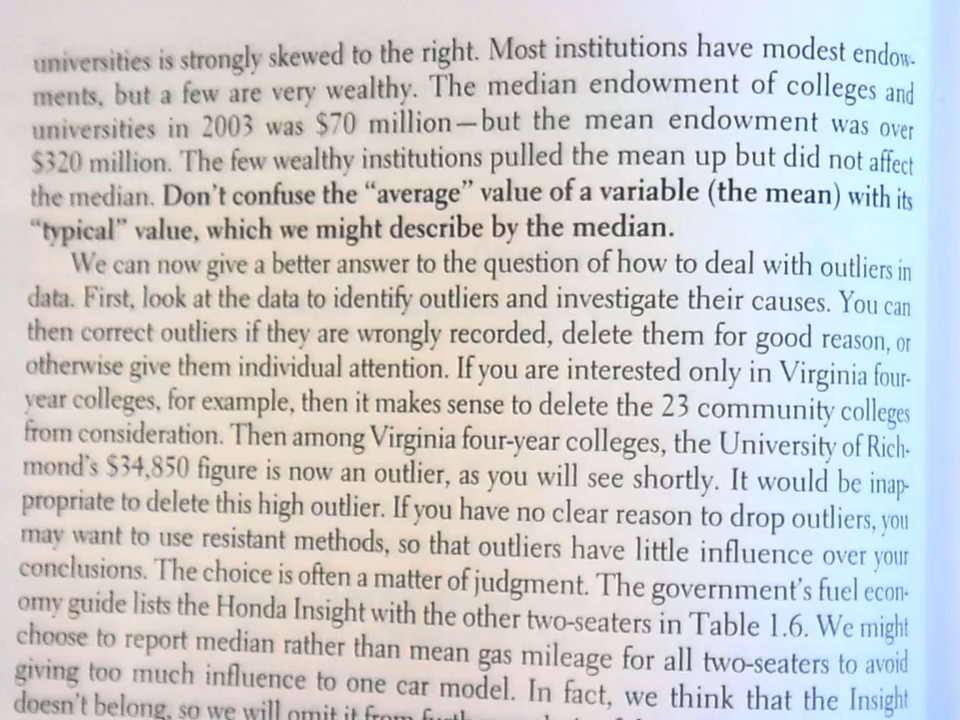 universities is strongly skewed to the right. Most institutions have modest endow-
ments, but a few are very wealthy. The median endowment of colleges and
universities in 2003 was $70 million—but the mean endowment was over
$320 million. The few wealthy institutions pulled the mean up but did not affect
the median. Don't confuse the “average” value of a variable (the mean) with its
“typical” value, which we might describe by the median.
We can now give a better answer to the question of how to deal with outliers in
data. First, look at the data to identify outliers and investigate their causes. You can
then correct outliers if they are wrongly recorded, delete them for good reason, or
otherwise give them individual attention. If you are interested only in Virginia four-
year colleges, for example, then it makes sense to delete the 23 community colleges
from consideration. Then among Virginia four-year colleges, the University of Rich-
mond's $34,850 figure is now an outlier, as you will see shortly. It would be inap-
propriate to delete this high outlier. If you have no clear reason to drop outliers, you
may want to use resistant methods, so that outliers have little influence over your
conclusions. The choice is often a matter of judgment. The government's fuel econ-
omy guide lists the Honda Insight with the other two-seaters in Table 1.6. We might
choose to report median rather than mean gas mileage for all two-seaters to avoid
giving too much influence to one car model. In fact, we think that the Insight
doesn't belong, so we will omit it from